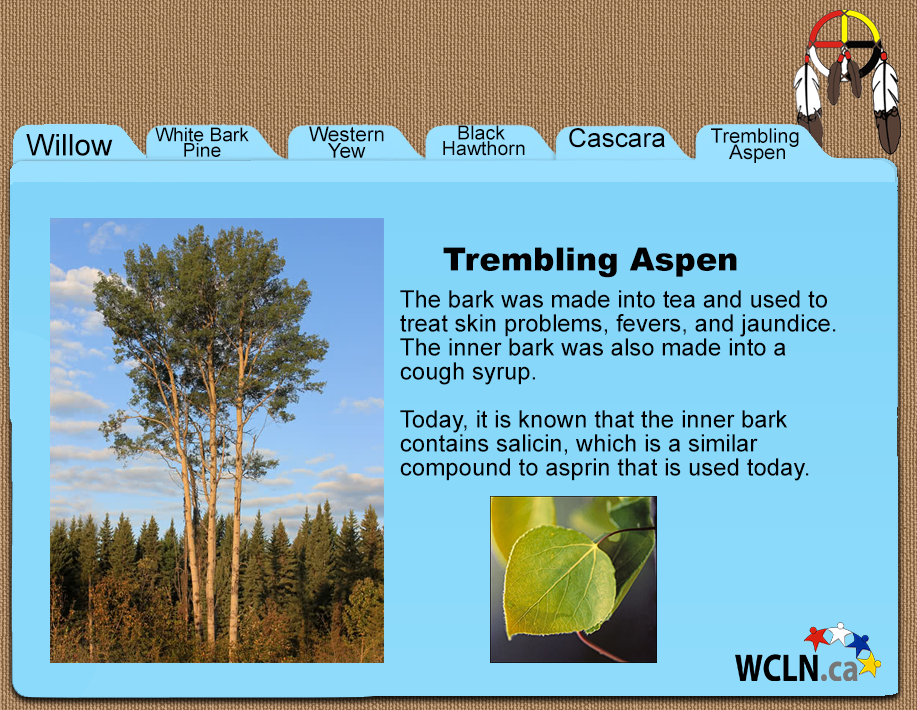 Willow
White Bark
Pine
Western
Yew
Black
Hawthorn
Cascara
Trembling
Aspen
Trembling Aspen
The bark was made into tea and used to
treat skin problems, fevers, and jaundice.
The inner bark was also made into a
cough syrup.
Today, it is known that the inner bark
contains salicin, which is a similar
compound to asprin that is used today.
WCLN.ca